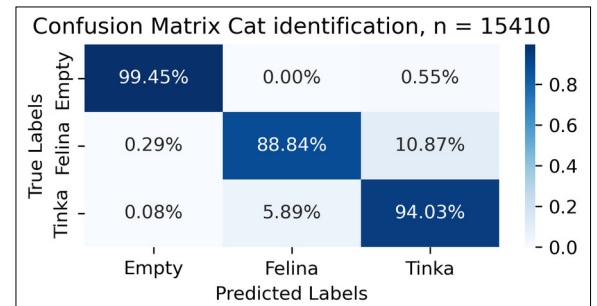 Confusion Matrix Cat identification, n = 15410
True Labels
Empty
99.45% 0.00% 0.55%
Felina
0.29% 88.84% 10.87%
Tinka
0.08% 5.89% 94.03%
Empty Felina Tinka
Predicted Labels
0.8
0.6
0.4
0.2
0.0